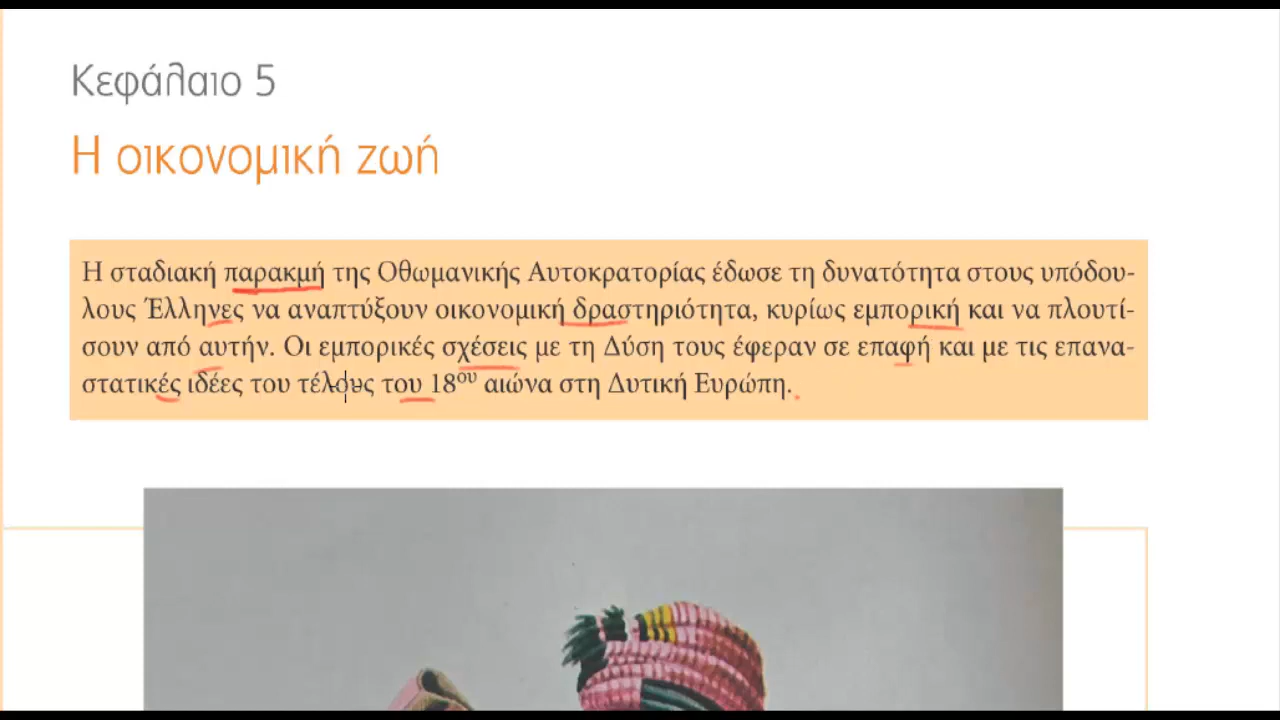 Κεφάλαιο 5
Η οικονομική ζωή
Η σταδιακή παρακμή της Οθωμανικής Αυτοκρατορίας έδωσε τη δυνατότητα στους υπόδου-
λους Έλληνες να αναπτύξουν οικονομική δραστηριότητα, κυρίως εμπορική και να πλουτί-
σουν από αυτήν. Οι εμπορικές σχέσεις με τη Δύση τους έφεραν σε επαφή και με τις επανα-
στατικές ιδέες του τέλους του 18ου αιώνα στη Δυτική Ευρώπη.